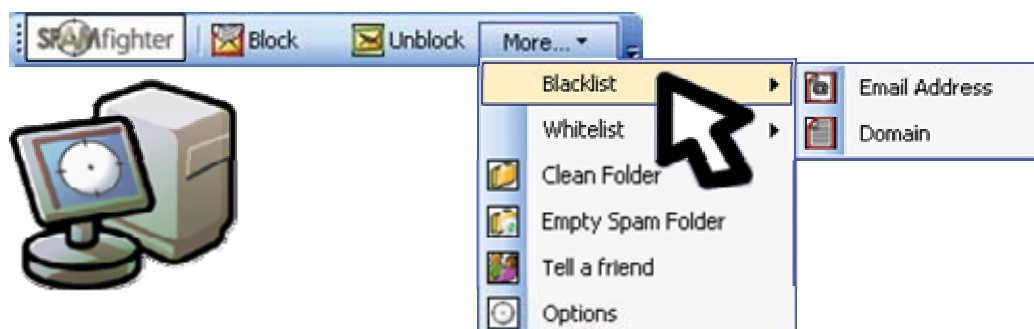 SPAMfighter Block Unblock More...
Blacklist Email Address
Whitelist Domain
Clean Folder
Empty Spam Folder
Tell a friend
Options